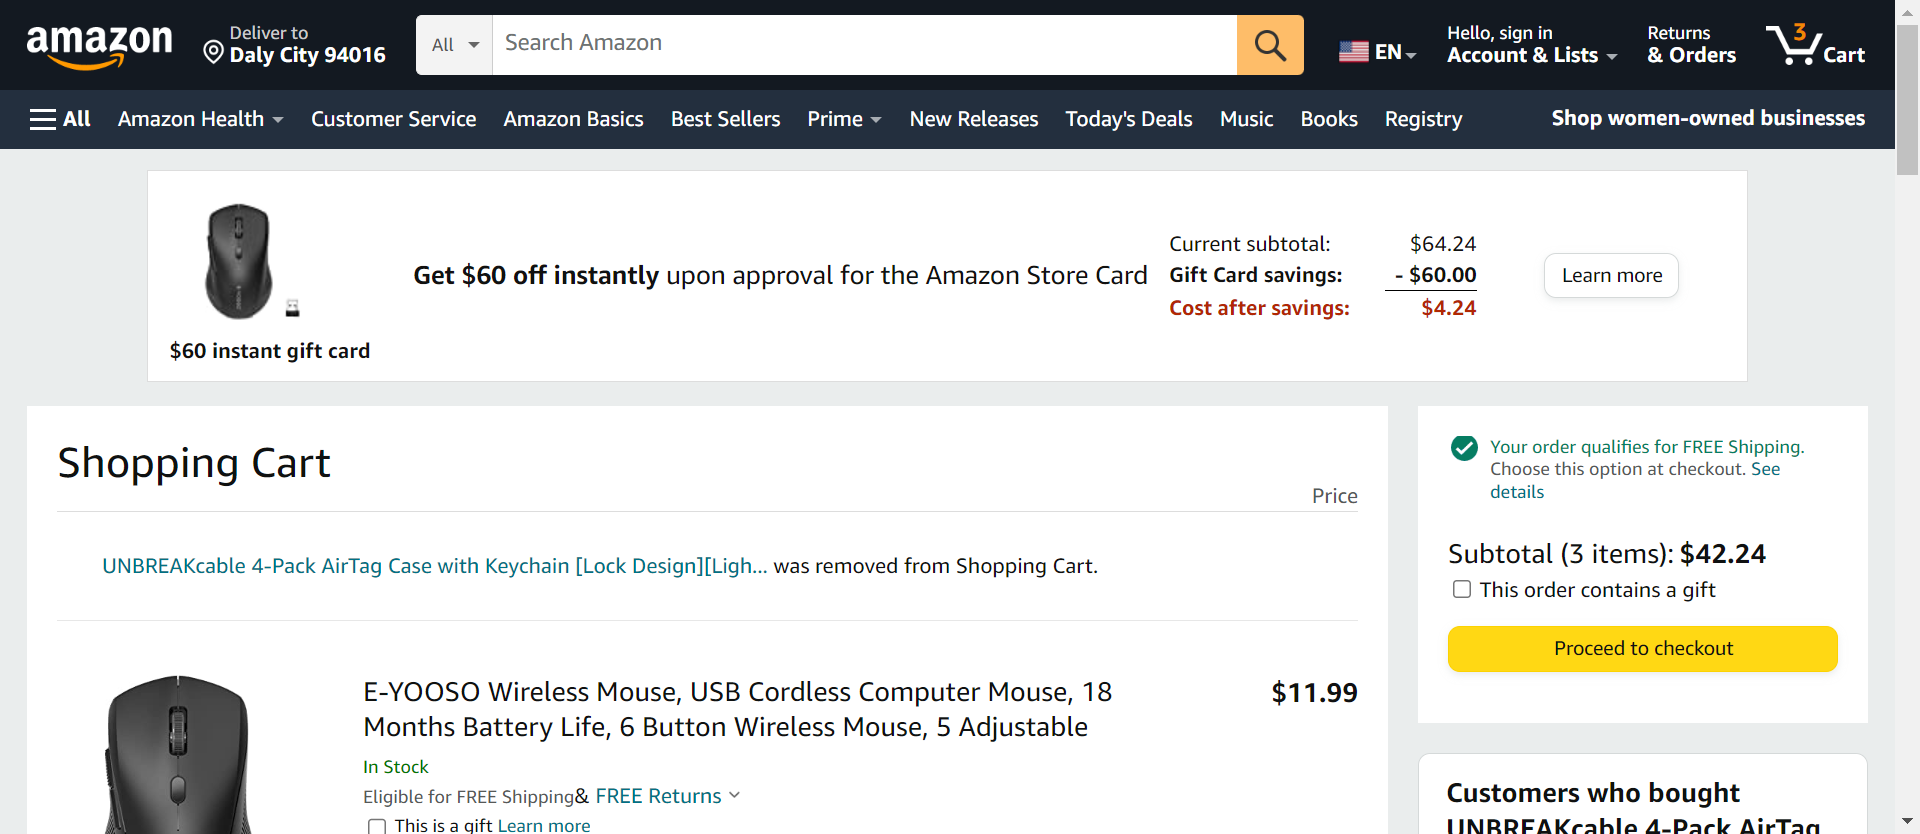 amazon
Deliver to
Daly City 94016
All
Search Amazon
EN
Hello, sign in
Account & Lists
Returns
& Orders
3
Cart
All
Amazon Health
Customer Service
Amazon Basics
Best Sellers
Prime
New Releases
Today's Deals
Music
Books
Registry
Shop women-owned businesses
$60 instant gift card
Get $60 off instantly upon approval for the Amazon Store Card
Current subtotal: $64.24
Gift Card savings: - $60.00
Cost after savings: $4.24
Learn more
Shopping Cart
Price
UNBREAKcable 4-Pack AirTag Case with Keychain [Lock Design][Ligh... was removed from Shopping Cart.
E-YOOSO Wireless Mouse, USB Cordless Computer Mouse, 18
Months Battery Life, 6 Button Wireless Mouse, 5 Adjustable
$11.99
In Stock
Eligible for FREE Shipping& FREE Returns
This is a gift Learn more
Your order qualifies for FREE Shipping.
Choose this option at checkout. See
details
Subtotal (3 items): $42.24
This order contains a gift
Proceed to checkout
Customers who bought
UNBREAKcable 4-Pack AirTag